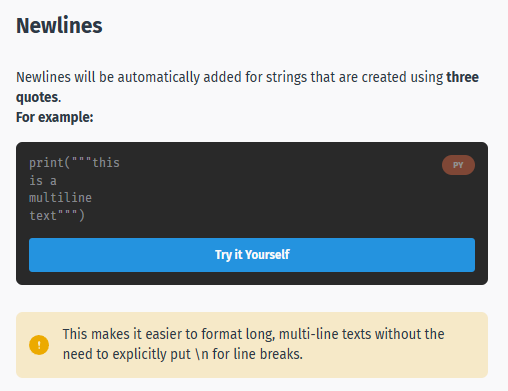 Newlines
Newlines will be automatically added for strings that are created using three
quotes.
For example:
print("""this
PY
is a
multiline
text""")
Try it Yourself
This makes it easier to format long, multi-line texts without the
need to explicitly put \n for line breaks.